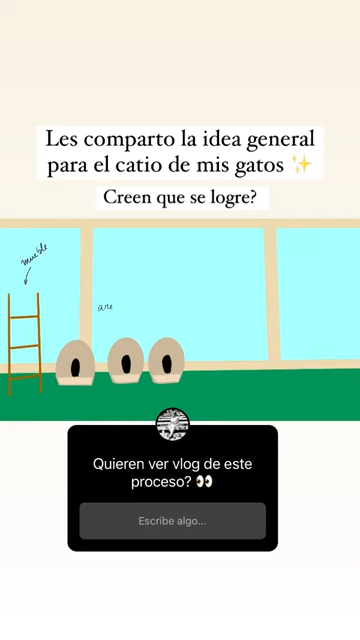 Les comparto la idea general
para el catio de mis gatos ✨
Creen que se logre?
mueble
are
Quieren ver vlog de este
proceso? 👀
Escribe algo...